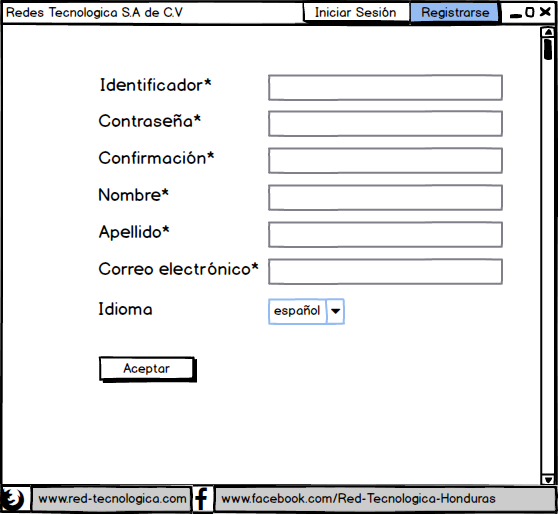 Redes Tecnologica S.A de C.V
Iniciar Sesión
Registrarse
Identificador*
Contraseña*
Confirmación*
Nombre*
Apellido*
Correo electrónico*
Idioma
español
Aceptar
www.red-tecnologica.com
www.facebook.com/Red-Tecnologica-Honduras